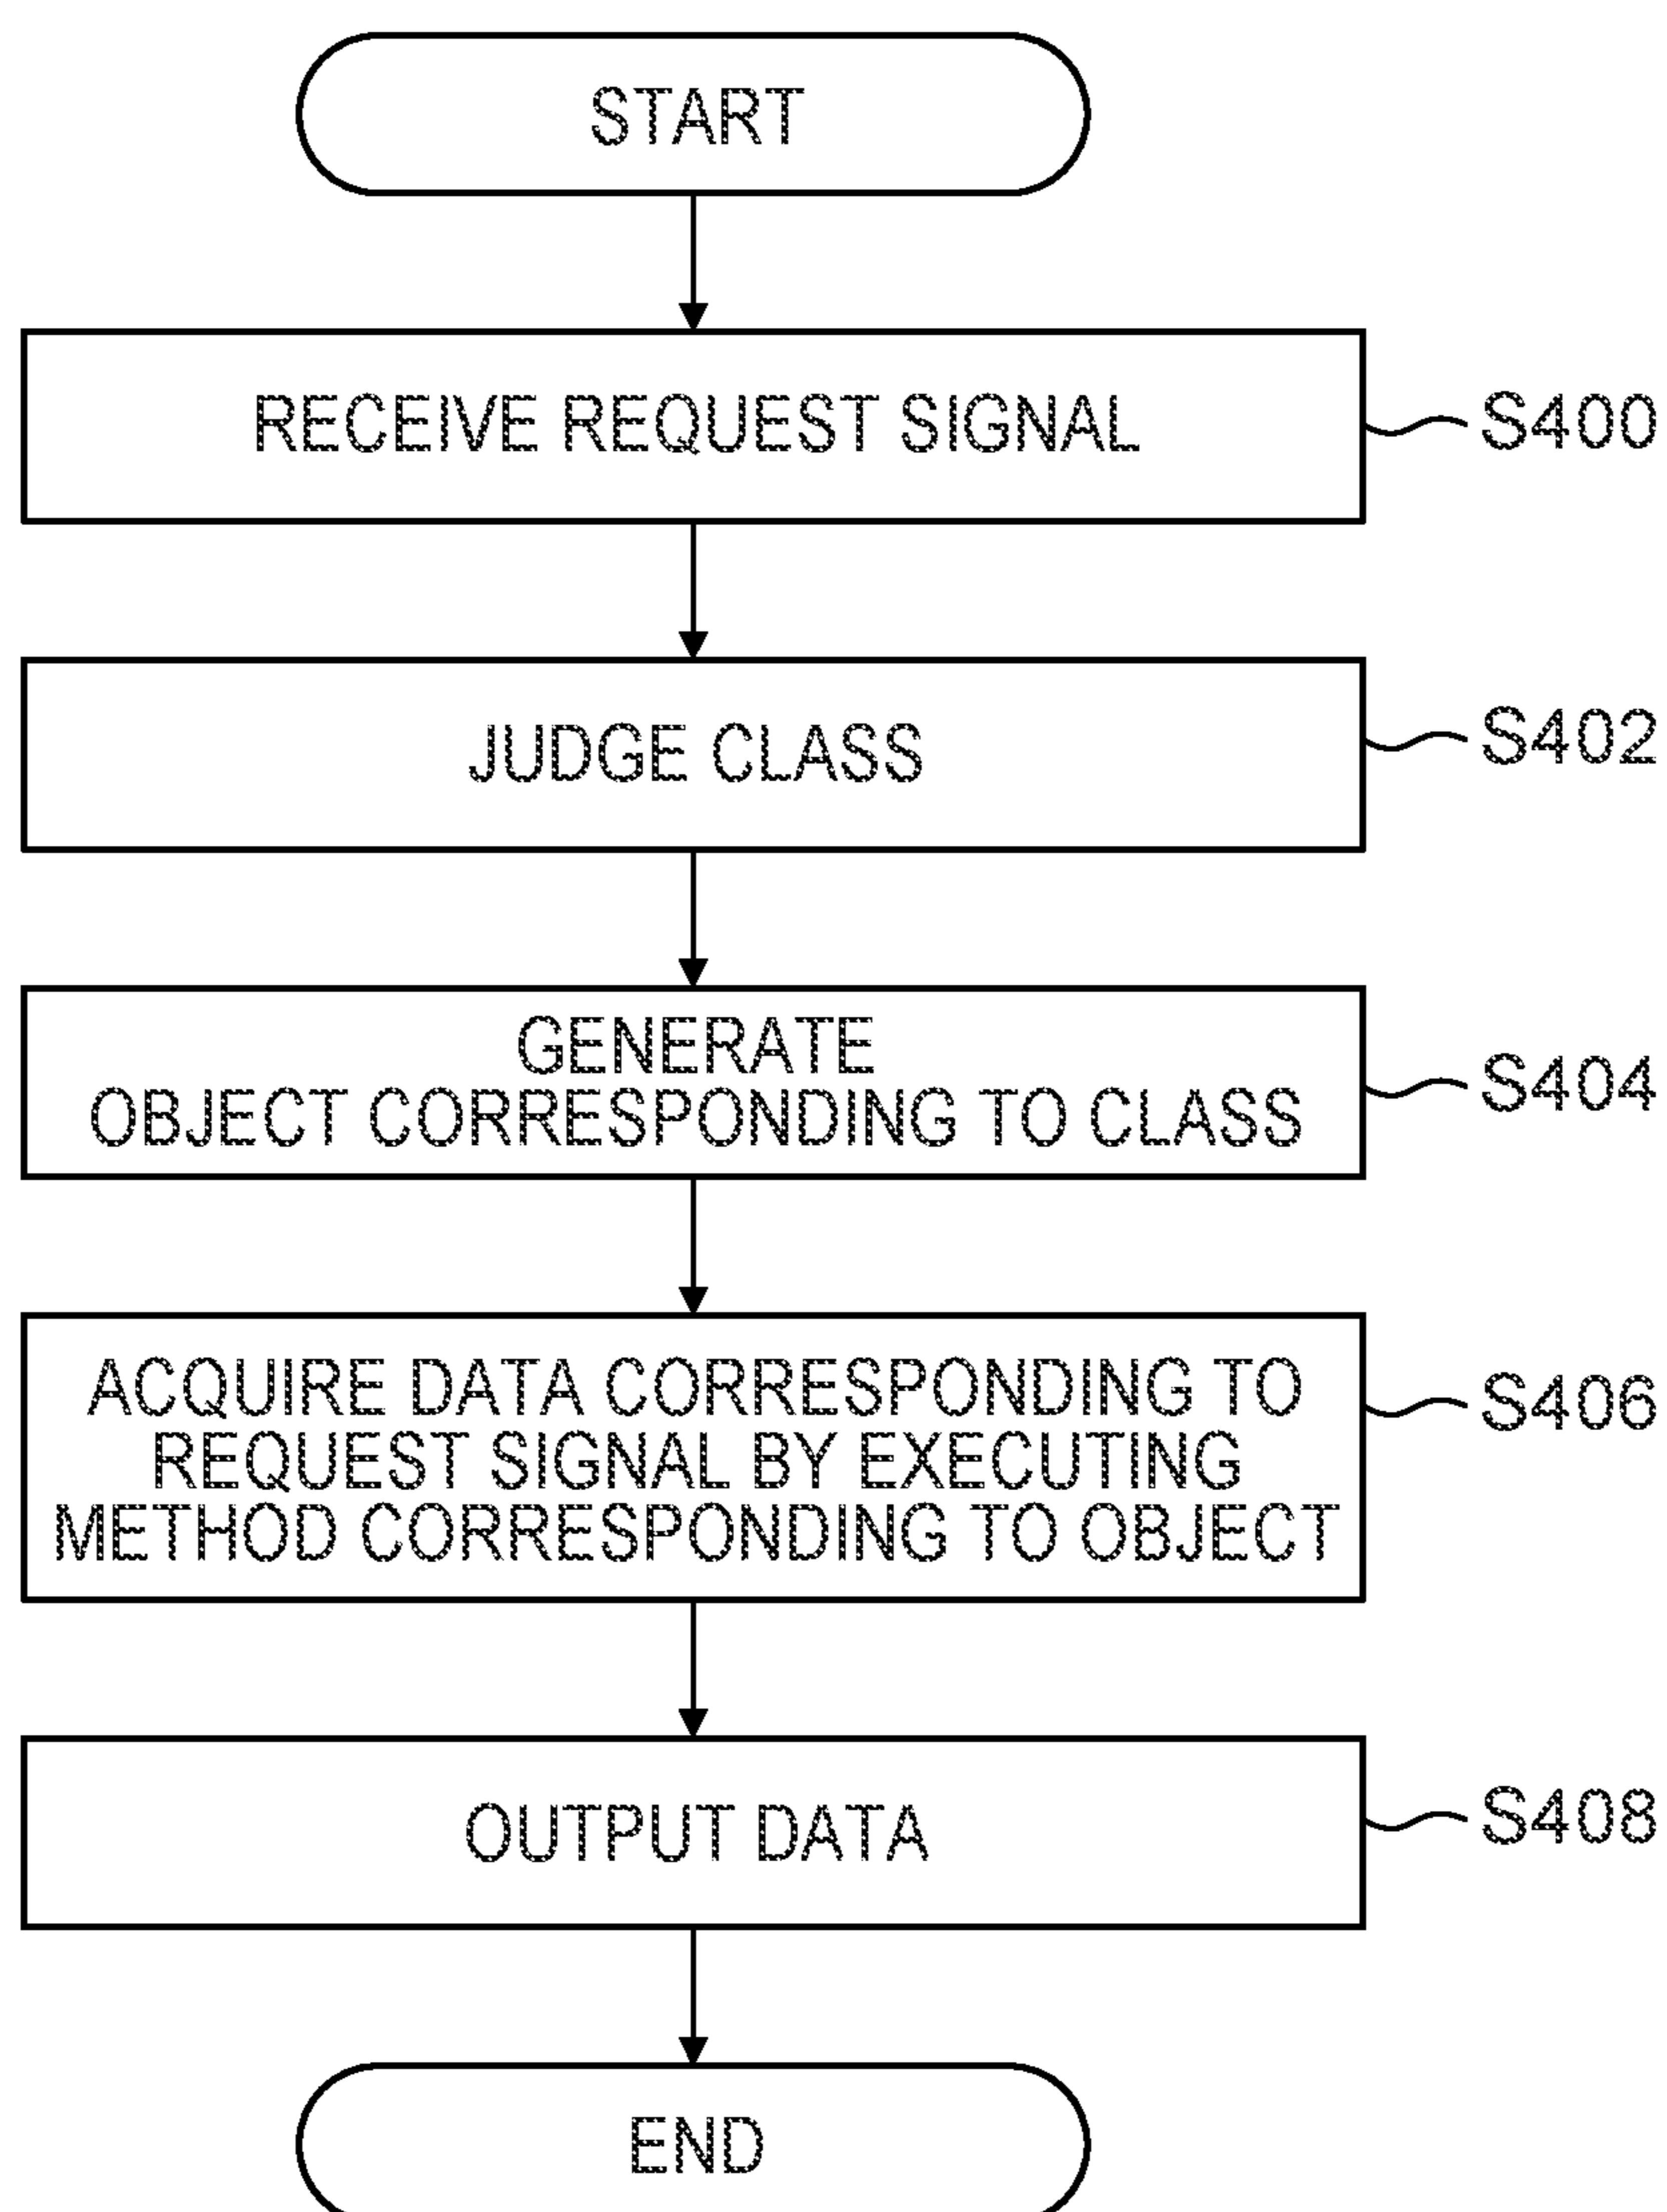 START
RECEIVE REQUEST SIGNAL
S400
JUDGE CLASS
S402
GENERATE
OBJECT CORRESPONDING TO CLASS
S404
ACQUIRE DATA CORRESPONDING TO
REQUEST SIGNAL BY EXECUTING
METHOD CORRESPONDING TO OBJECT
S406
OUTPUT DATA
S408
END